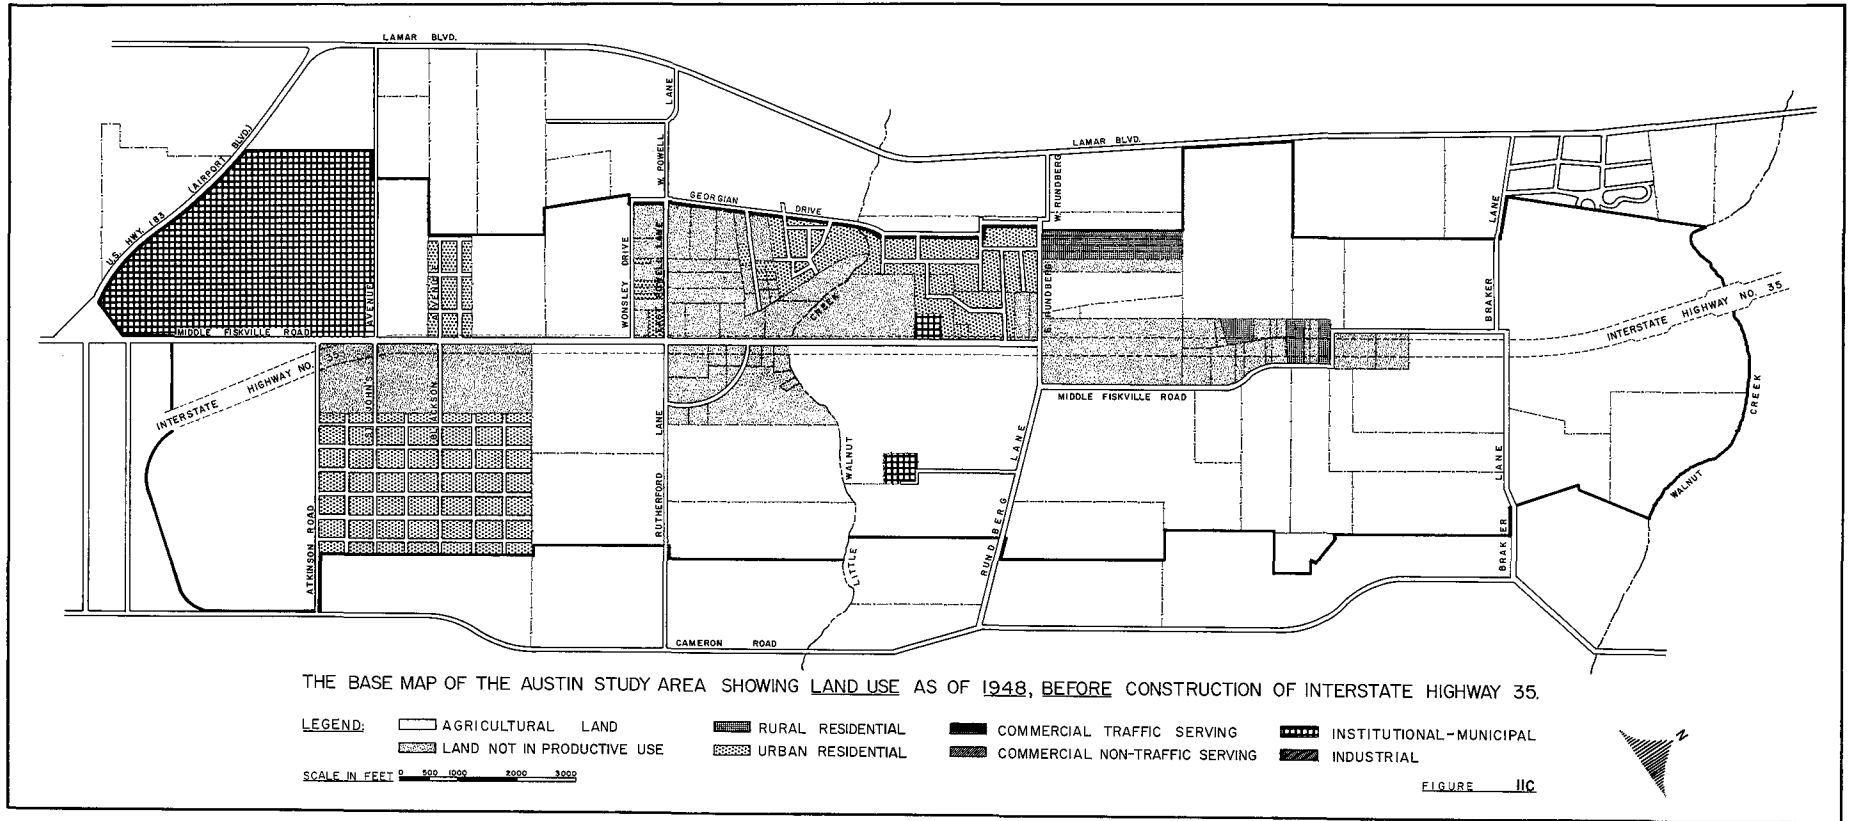 LAMAR BLVD.
LANE
W. POWELL
(AIRPORT BLVD.)
U.S. HWY. 183
LAMAR BLVD.
W. RUNDBERG
GEORGIAN DRIVE
LANE
AVENUE
AVENUE
WONSLEY DRIVE
LANE
CREEK
E. RUNDBERG
BRAKER
INTERSTATE HIGHWAY NO. 35
MIDDLE FISKVILLE ROAD
INTERSTATE HIGHWAY NO. 35
ST. JOHN'S
JACKSON
MIDDLE FISKVILLE ROAD
CREEK
LANE
WALNUT
LANE
LANE
WALNUT
RUTHERFORD
RUNDBERG
ATKINSON ROAD
LITTLE
BRAKER
CAMERON ROAD
THE BASE MAP OF THE AUSTIN STUDY AREA SHOWING LAND USE AS OF 1948, BEFORE CONSTRUCTION OF INTERSTATE HIGHWAY 35.
LEGEND:
AGRICULTURAL LAND
LAND NOT IN PRODUCTIVE USE
RURAL RESIDENTIAL
URBAN RESIDENTIAL
COMMERCIAL TRAFFIC SERVING
COMMERCIAL NON-TRAFFIC SERVING
INSTITUTIONAL-MUNICIPAL
INDUSTRIAL
SCALE IN FEET 0 500 1000 2000 3000
N
FIGURE IIC